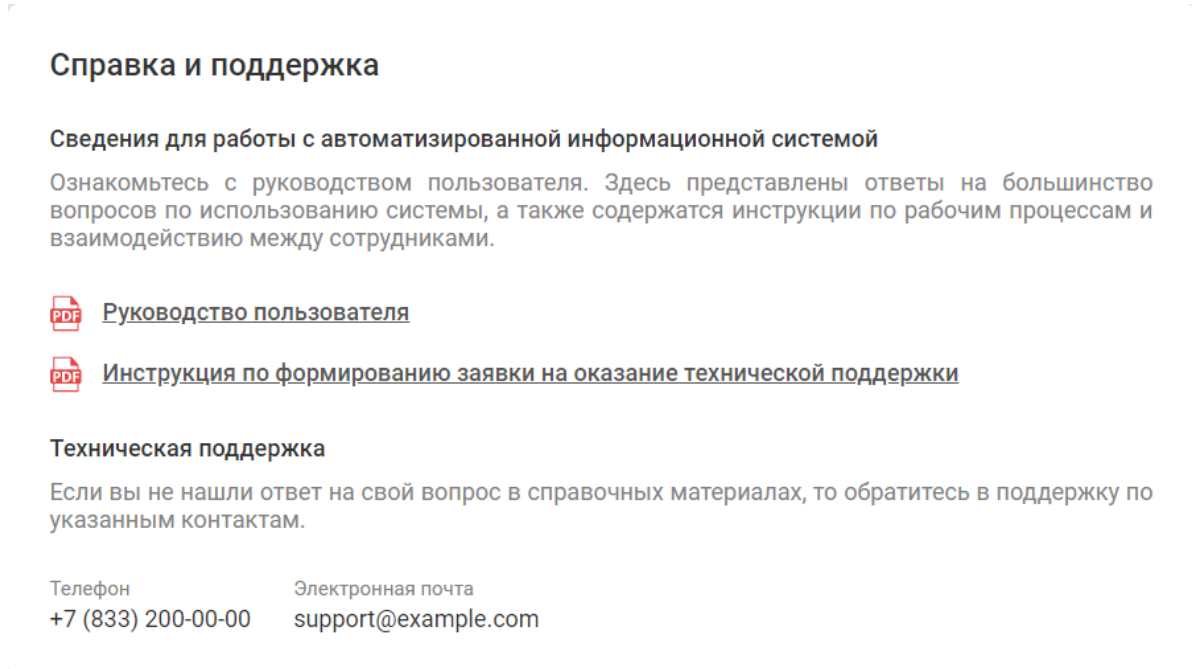 Справка и поддержка
Сведения для работы с автоматизированной информационной системой
Ознакомьтесь с руководством пользователя. Здесь представлены ответы на большинство
вопросов по использованию системы, а также содержатся инструкции по рабочим процессам и
взаимодействию между сотрудниками.
PDF Руководство пользователя
PDF Инструкция по формированию заявки на оказание технической поддержки
Техническая поддержка
Если вы не нашли ответ на свой вопрос в справочных материалах, то обратитесь в поддержку по
указанным контактам.
Телефон Электронная почта
+7 (833) 200-00-00 support@example.com